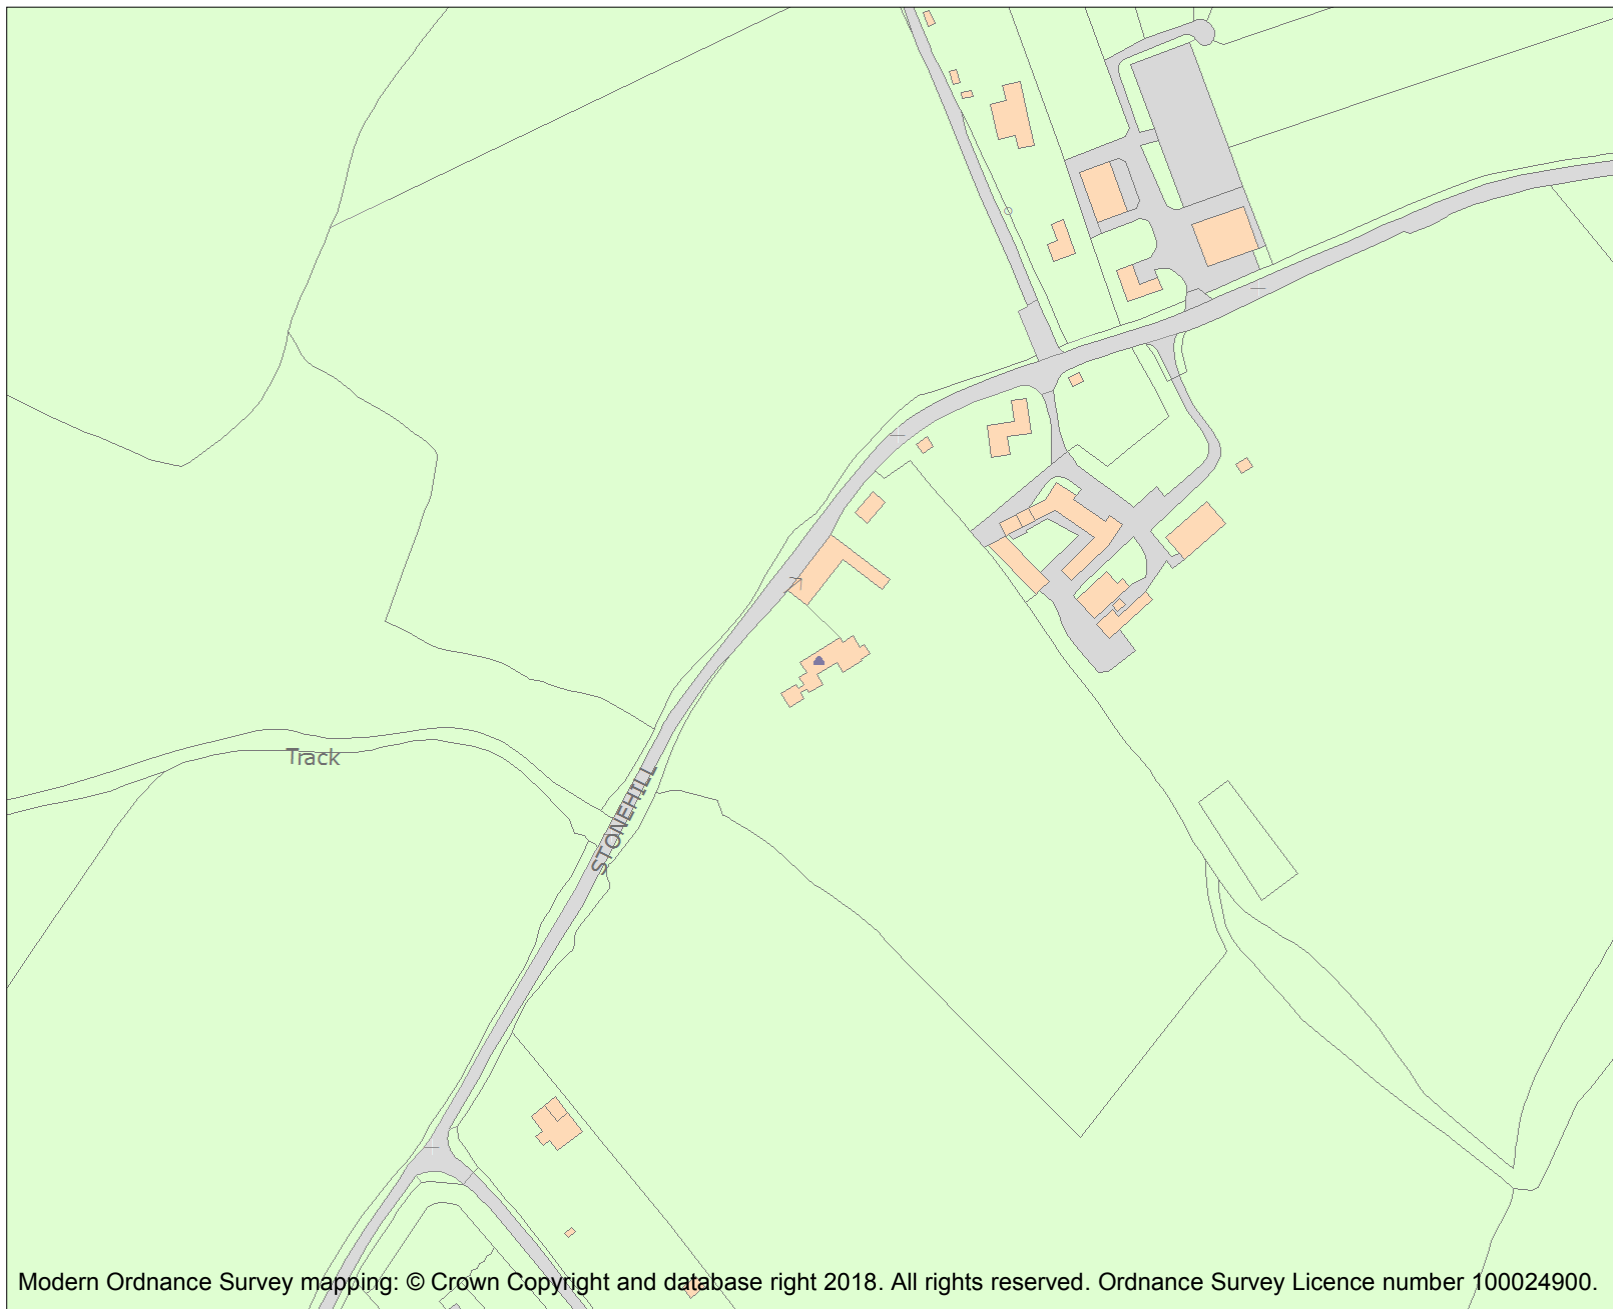 Track
STONEHILL
Modern Ordnance Survey mapping: © Crown Copyright and database right 2018. All rights reserved. Ordnance Survey Licence number 100024900.